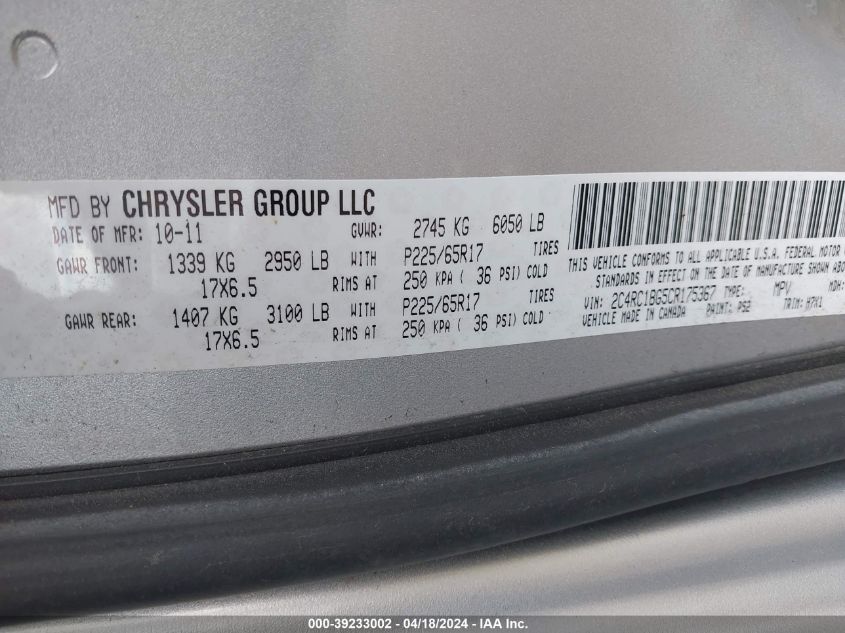 MFD BY CHRYSLER GROUP LLC
DATE OF MFR: 10-11 GVWR: 2745 KG 6050 LB
GAWR FRONT: 1339 KG 2950 LB WITH P225/65R17 TIRES
17X6.5 RIMS AT 250 KPA ( 36 PSI) COLD
GAWR REAR: 1407 KG 3100 LB WITH P225/65R17 TIRES
17X6.5 RIMS AT 250 KPA ( 36 PSI) COLD
THIS VEHICLE CONFORMS TO ALL APPLICABLE U.S.A. FEDERAL MOTOR
STANDARDS IN EFFECT ON THE DATE OF MANUFACTURE SHOWN ABOV
VIN: 2C4RC1BG5CR175367 TYPE: MPV MDH:
VEHICLE MADE IN CANADA PAINT: PS2 TRIM: H7X1
000-39233002 - 04/18/2024 - IAA Inc.